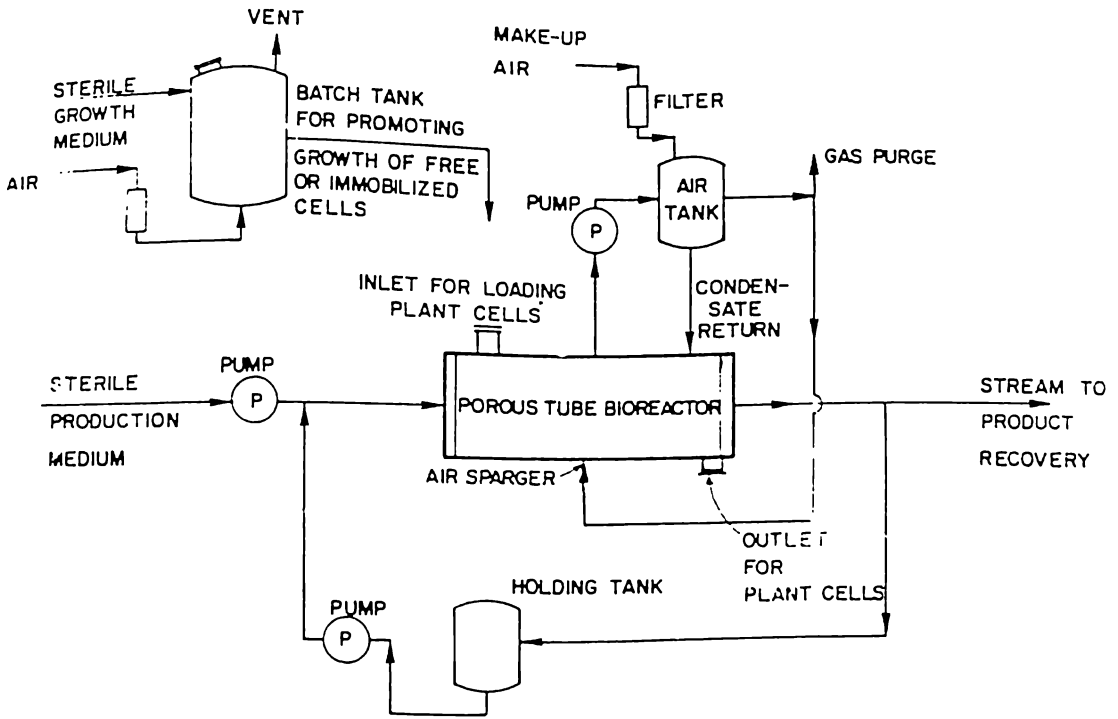 VENT
STERILE
GROWTH
MEDIUM
AIR
BATCH TANK
FOR PROMOTING
GROWTH OF FREE
OR IMMOBILIZED
CELLS
MAKE-UP
AIR
FILTER
GAS PURGE
AIR
TANK
PUMP
P
INLET FOR LOADING
PLANT CELLS
CONDEN-
SATE
RETURN
PUMP
P
STERILE
PRODUCTION
MEDIUM
POROUS TUBE BIOREACTOR
STREAM TO
PRODUCT
RECOVERY
AIR SPARGER
OUTLET
FOR
PLANT CELLS
HOLDING TANK
PUMP
P